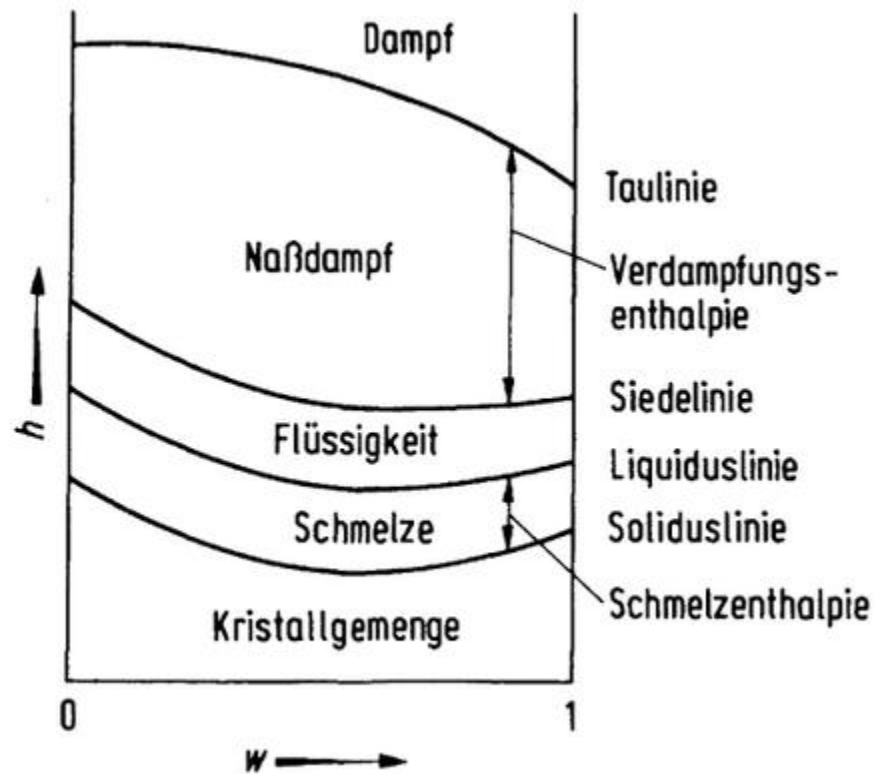 Dampf
Taulinie
Naßdampf
Verdampfungs-
enthalpie
h
Siedelinie
Flüssigkeit
Liquiduslinie
Schmelze
Soliduslinie
Schmelzenthalpie
Kristallgemenge
0
1
w